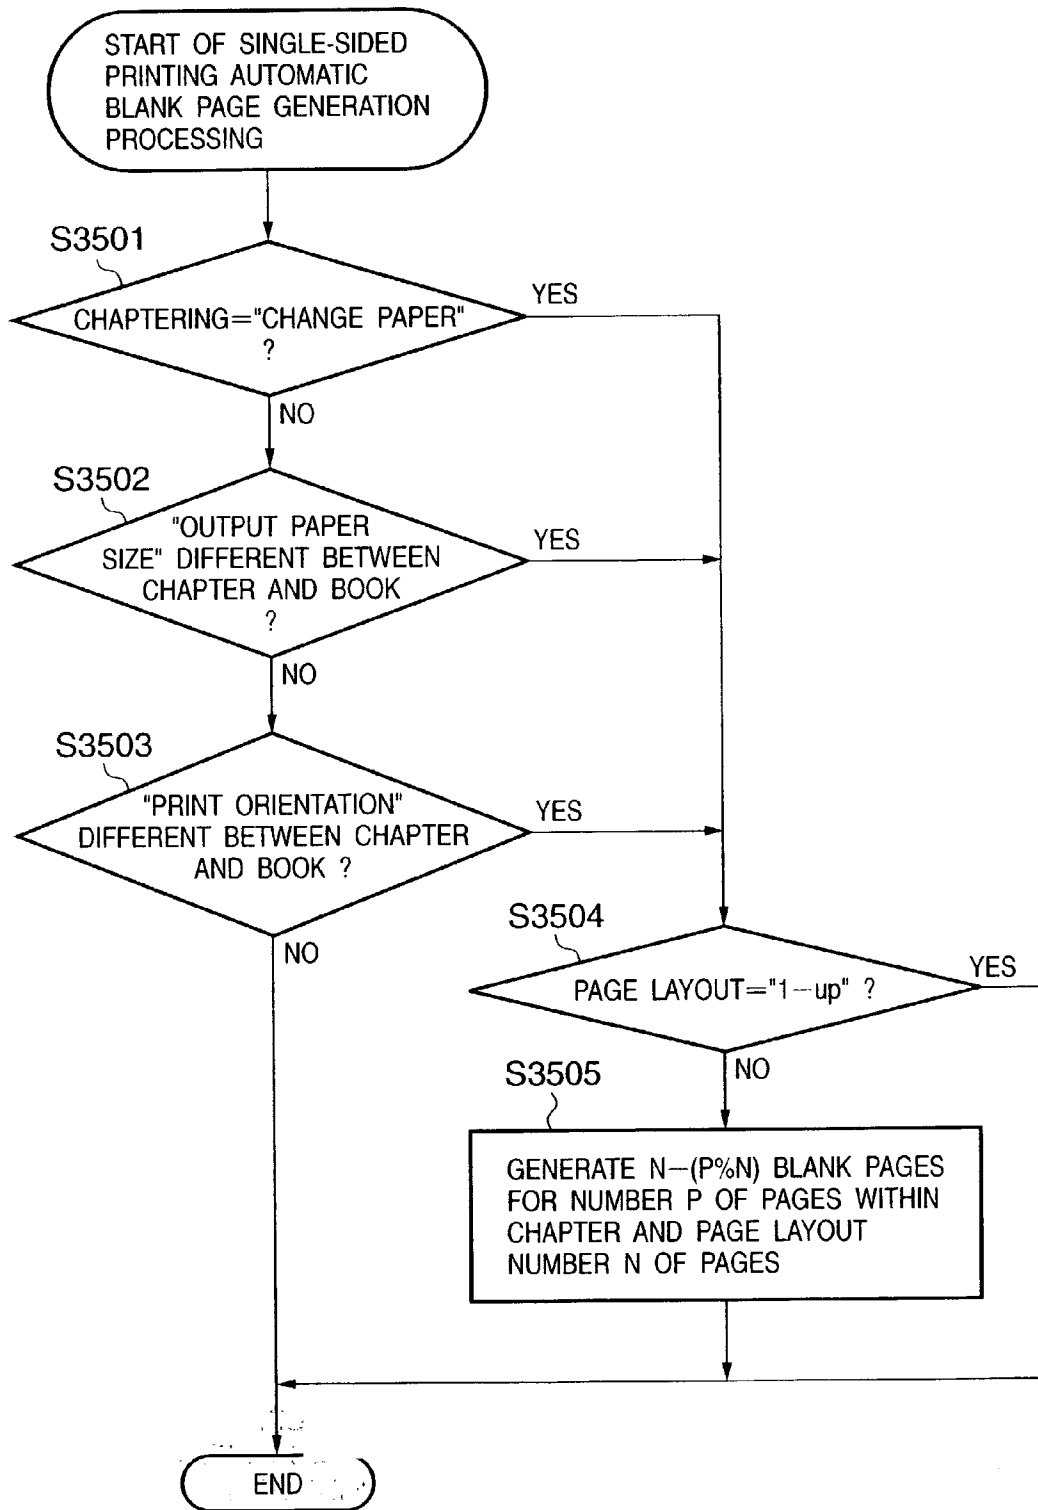 START OF SINGLE-SIDED
PRINTING AUTOMATIC
BLANK PAGE GENERATION
PROCESSING
S3501
CHAPTERING="CHANGE PAPER"
?
YES
NO
S3502
"OUTPUT PAPER
SIZE" DIFFERENT BETWEEN
CHAPTER AND BOOK
?
YES
NO
S3503
"PRINT ORIENTATION"
DIFFERENT BETWEEN CHAPTER
AND BOOK ?
YES
NO
S3504
PAGE LAYOUT="1-up" ?
YES
NO
S3505
GENERATE N-(P%N) BLANK PAGES
FOR NUMBER P OF PAGES WITHIN
CHAPTER AND PAGE LAYOUT
NUMBER N OF PAGES
END